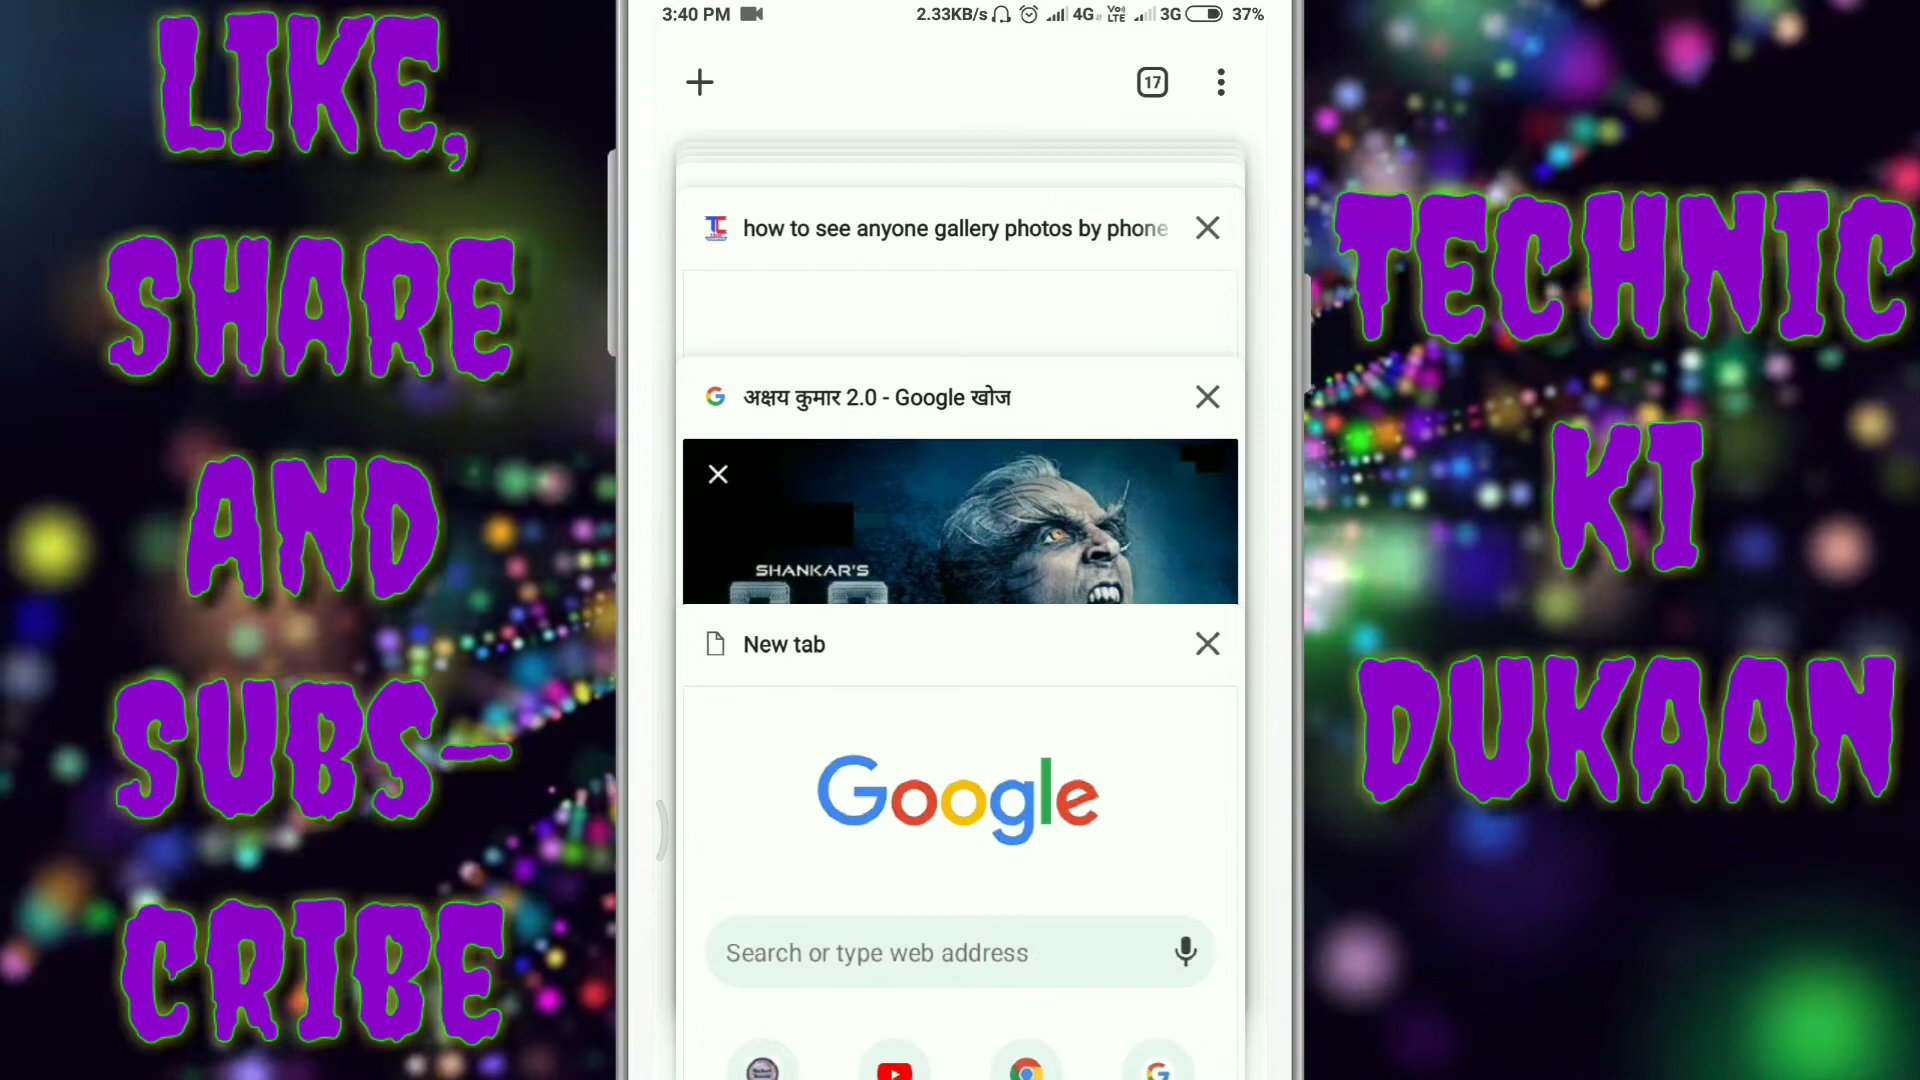 LIKE,
SHARE
AND
SUBS-
CRIBE
3:40 PM
2.33KB/s 4G Vo)) LTE 3G 37%
17
how to see anyone gallery photos by phone
अक्षय कुमार 2.0 - Google खोज
SHANKAR'S
New tab
Google
Search or type web address
TECHNIC
KI
DUKAAN